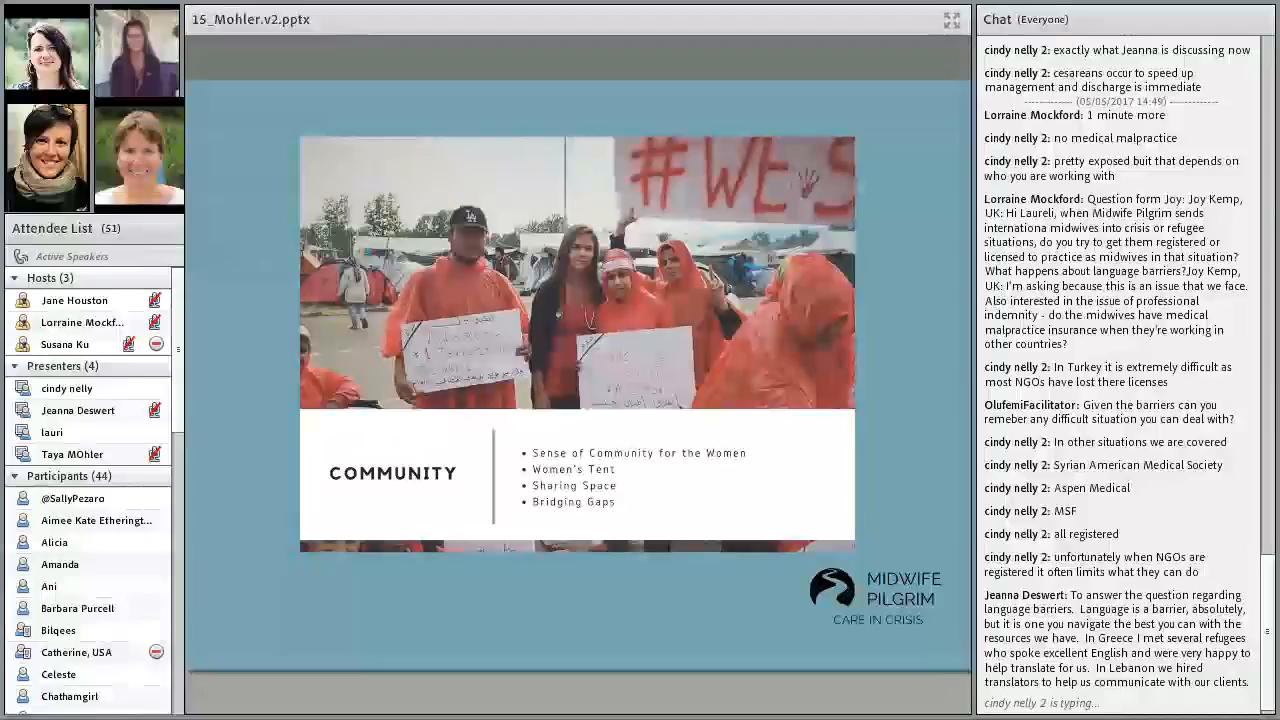 15_Mohler.v2.pptx
Attendee List (51)
Active Speakers
Hosts (3)
Jane Houston
Lorraine Mockf...
Susana Ku
Presenters (4)
cindy nelly
Jeanna Deswert
lauri
Taya MOhler
Participants (44)
@SallyPezaro
Aimee Kate Etheringt...
Alicia
Amanda
Ani
Barbara Purcell
Bilqees
Catherine, USA
Celeste
Chathamgirl
#WE S
LA
COMMUNITY
• Sense of Community for the Women
• Women's Tent
• Sharing Space
• Bridging Gaps
MIDWIFE
PILGRIM
CARE IN CRISIS
Chat (Everyone)
cindy nelly 2: exactly what Jeanna is discussing now
cindy nelly 2: cesareans occur to speed up
management and discharge is immediate
---------------- (05/05/2017 14:49) ----------------
Lorraine Mockford: 1 minute more
cindy nelly 2: no medical malpractice
cindy nelly 2: pretty exposed buit that depends on
who you are working with
Lorraine Mockford: Question form Joy: Joy Kemp,
UK: Hi Laureli, when Midwife Pilgrim sends
internationa midwives into crisis or refugee
situations, do you try to get them registered or
licensed to practice as midwives in that situation?
What happens about language barriers?Joy Kemp,
UK: I'm asking because this is an issue that we face.
Also interested in the issue of professional
indemnity - do the midwives have medical
malpractice insurance when they're working in
other countries?
cindy nelly 2: In Turkey it is extremely difficult as
most NGOs have lost there licenses
OlufemiFacilitator: Given the barriers can you
remeber any difficult situation you can deal with?
cindy nelly 2: In other situations we are covered
cindy nelly 2: Syrian American Medical Society
cindy nelly 2: Aspen Medical
cindy nelly 2: MSF
cindy nelly 2: all registered
cindy nelly 2: unfortunately when NGOs are
registered it often limits what they can do
Jeanna Deswert: To answer the question regarding
language barriers. Language is a barrier, absolutely,
but it is one you navigate the best you can with the
resources we have. In Greece I met several refugees
who spoke excellent English and were very happy to
help translate for us. In Lebanon we hired
translators to help us communicate with our clients.
cindy nelly 2 is typing...